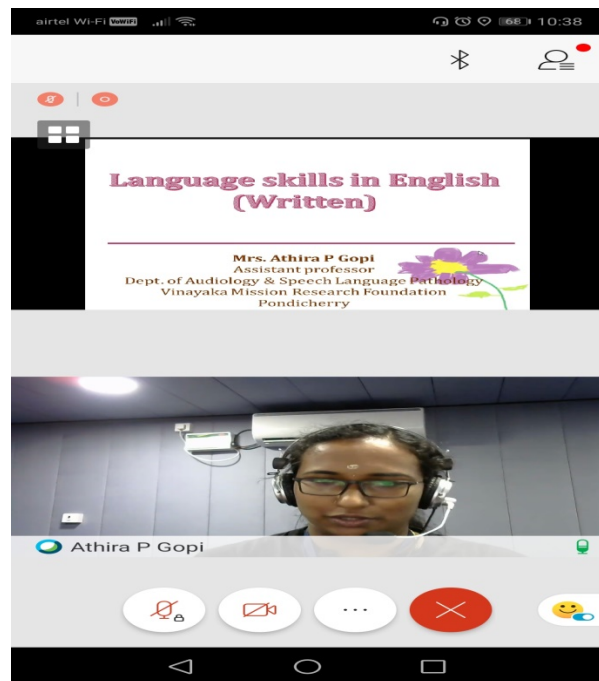 airtel Wi-Fi VoWiFi 68 10:38
Language skills in English
(Written)
Mrs. Athira P Gopi
Assistant professor
Dept. of Audiology & Speech Language Pathology
Vinayaka Mission Research Foundation
Pondicherry
Athira P Gopi